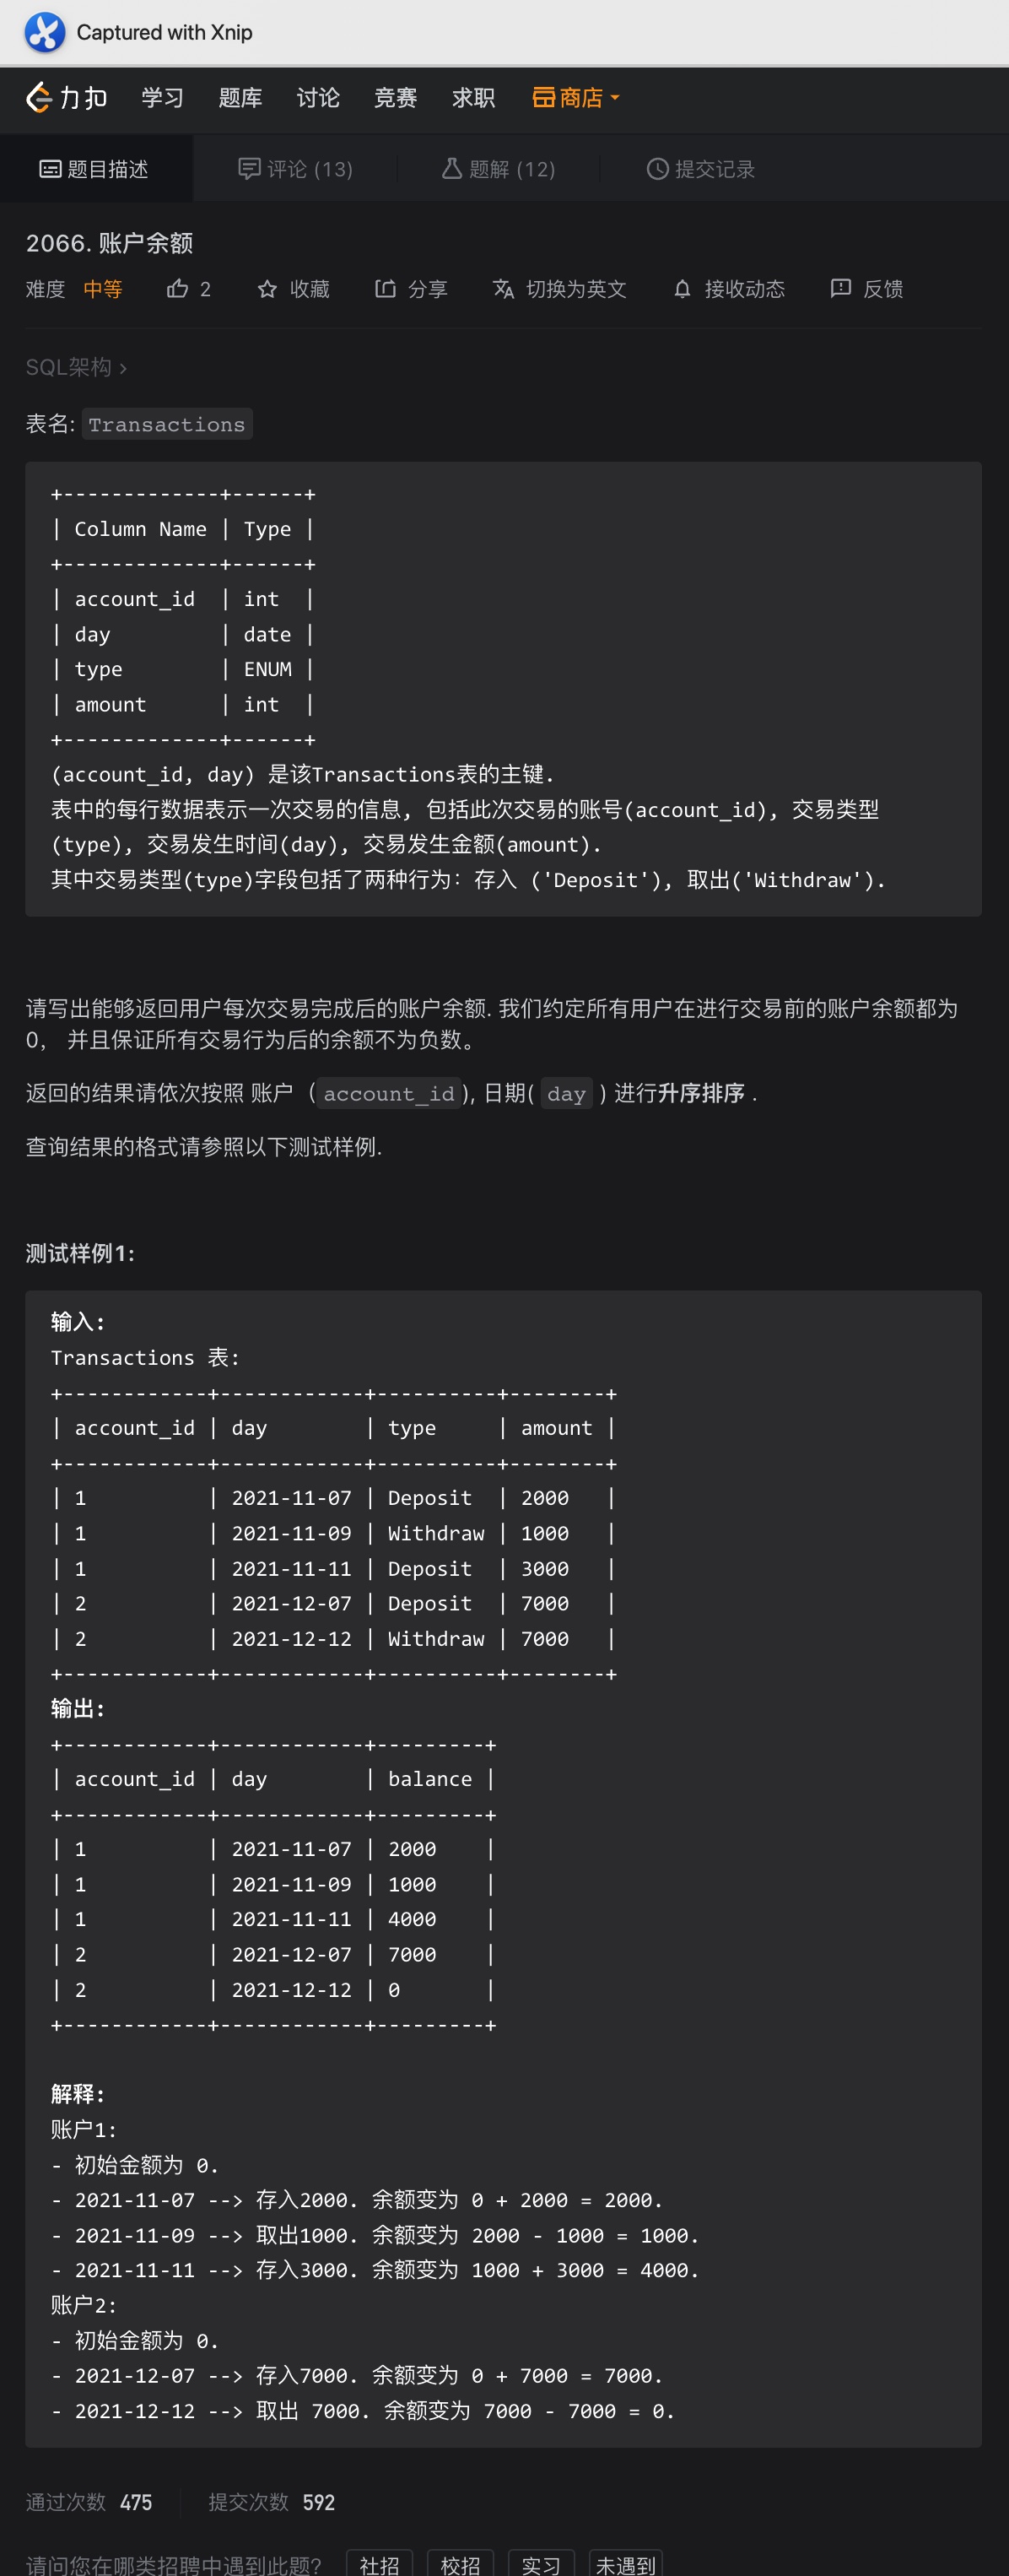 Captured with Xnip
力扣 学习 题库 讨论 竞赛 求职 商店
题目描述 评论 (13) 题解 (12) 提交记录
2066. 账户余额
难度 中等 2 收藏 分享 切换为英文 接收动态 反馈
SQL架构 >
表名: Transactions
+-------------+------+
| Column Name | Type |
+-------------+------+
| account_id  | int  |
| day         | date |
| type        | ENUM |
| amount      | int  |
+-------------+------+
(account_id, day) 是该Transactions表的主键.
表中的每行数据表示一次交易的信息, 包括此次交易的账号(account_id), 交易类型
(type), 交易发生时间(day), 交易发生金额(amount).
其中交易类型(type)字段包括了两种行为：存入 ('Deposit'), 取出('Withdraw').
请写出能够返回用户每次交易完成后的账户余额. 我们约定所有用户在进行交易前的账户余额都为
0， 并且保证所有交易行为后的余额不为负数。
返回的结果请依次按照 账户（account_id), 日期( day ) 进行升序排序 .
查询结果的格式请参照以下测试样例.
测试样例1:
输入:
Transactions 表:
+------------+------------+----------+--------+
| account_id | day        | type     | amount |
+------------+------------+----------+--------+
| 1          | 2021-11-07 | Deposit  | 2000   |
| 1          | 2021-11-09 | Withdraw | 1000   |
| 1          | 2021-11-11 | Deposit  | 3000   |
| 2          | 2021-12-07 | Deposit  | 7000   |
| 2          | 2021-12-12 | Withdraw | 7000   |
+------------+------------+----------+--------+
输出:
+------------+------------+---------+
| account_id | day        | balance |
+------------+------------+---------+
| 1          | 2021-11-07 | 2000    |
| 1          | 2021-11-09 | 1000    |
| 1          | 2021-11-11 | 4000    |
| 2          | 2021-12-07 | 7000    |
| 2          | 2021-12-12 | 0       |
+------------+------------+---------+
解释:
账户1:
- 初始金额为 0.
- 2021-11-07 --> 存入2000. 余额变为 0 + 2000 = 2000.
- 2021-11-09 --> 取出1000. 余额变为 2000 - 1000 = 1000.
- 2021-11-11 --> 存入3000. 余额变为 1000 + 3000 = 4000.
账户2:
- 初始金额为 0.
- 2021-12-07 --> 存入7000. 余额变为 0 + 7000 = 7000.
- 2021-12-12 --> 取出 7000. 余额变为 7000 - 7000 = 0.
通过次数 475 提交次数 592
请问您在哪类招聘中遇到此题? 社招 校招 实习 未遇到